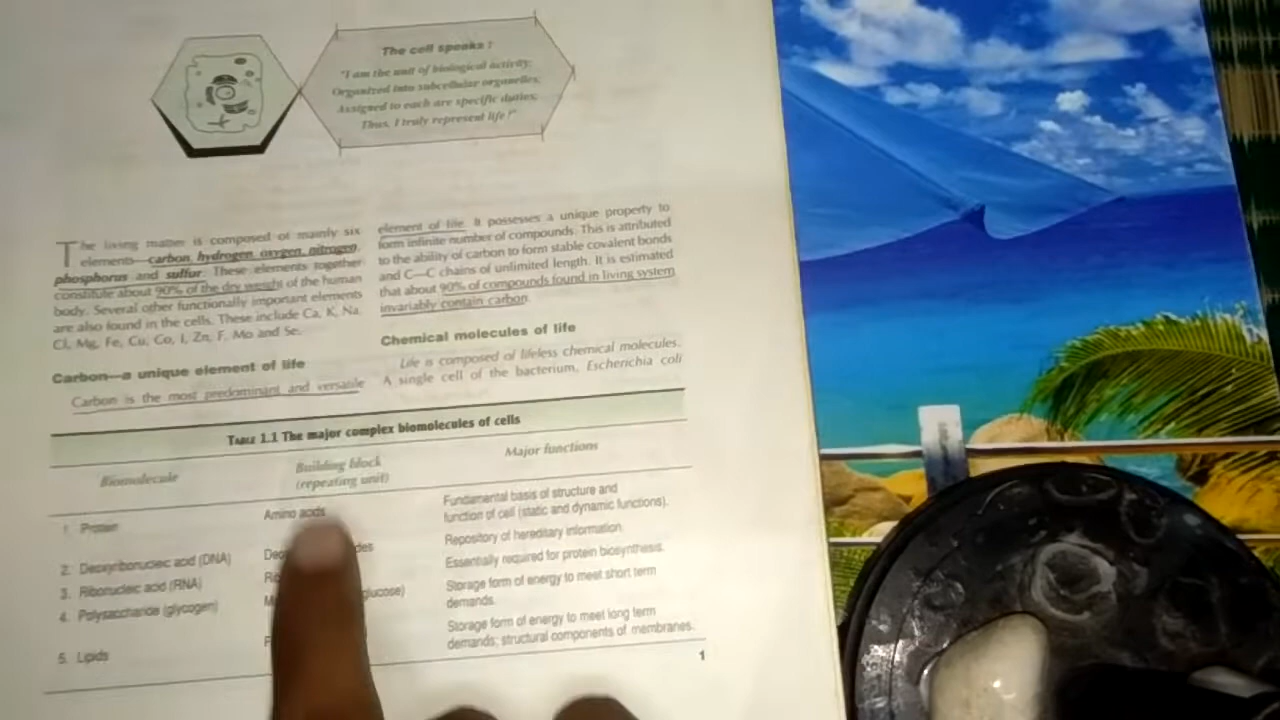 The cell speaks :
"I am the unit of biological activity;
Organized into subcellular organelles;
Assigned to each are specific duties;
Thus, I truly represent life!"
The living matter is composed of mainly six
elements—carbon, hydrogen, oxygen, nitrogen,
phosphorus and sulfur. These elements together
constitute about 90% of the dry weight of the human
body. Several other functionally important elements
are also found in the cells. These include Ca, K, Na,
Cl, Mg, Fe, Cu, Co, I, Zn, F, Mo and Se.
Carbon—a unique element of life
Carbon is the most predominant and versatile
element of life. It possesses a unique property to
form infinite number of compounds. This is attributed
to the ability of carbon to form stable covalent bonds
and C—C chains of unlimited length. It is estimated
that about 90% of compounds found in living system
invariably contain carbon.
Chemical molecules of life
Life is composed of lifeless chemical molecules.
A single cell of the bacterium, Escherichia coli
TABLE 1.1 The major complex biomolecules of cells
Biomolecule
Building block
(repeating unit)
Major functions
1. Protein
Amino acids
Fundamental basis of structure and
function of cell (static and dynamic functions).
2. Deoxyribonucleic acid (DNA)
Repository of hereditary information.
3. Ribonucleic acid (RNA)
Essentially required for protein biosynthesis.
4. Polysaccharide (glycogen)
glucose)
Storage form of energy to meet short term
demands.
5. Lipids
Storage form of energy to meet long term
demands; structural components of membranes.
1